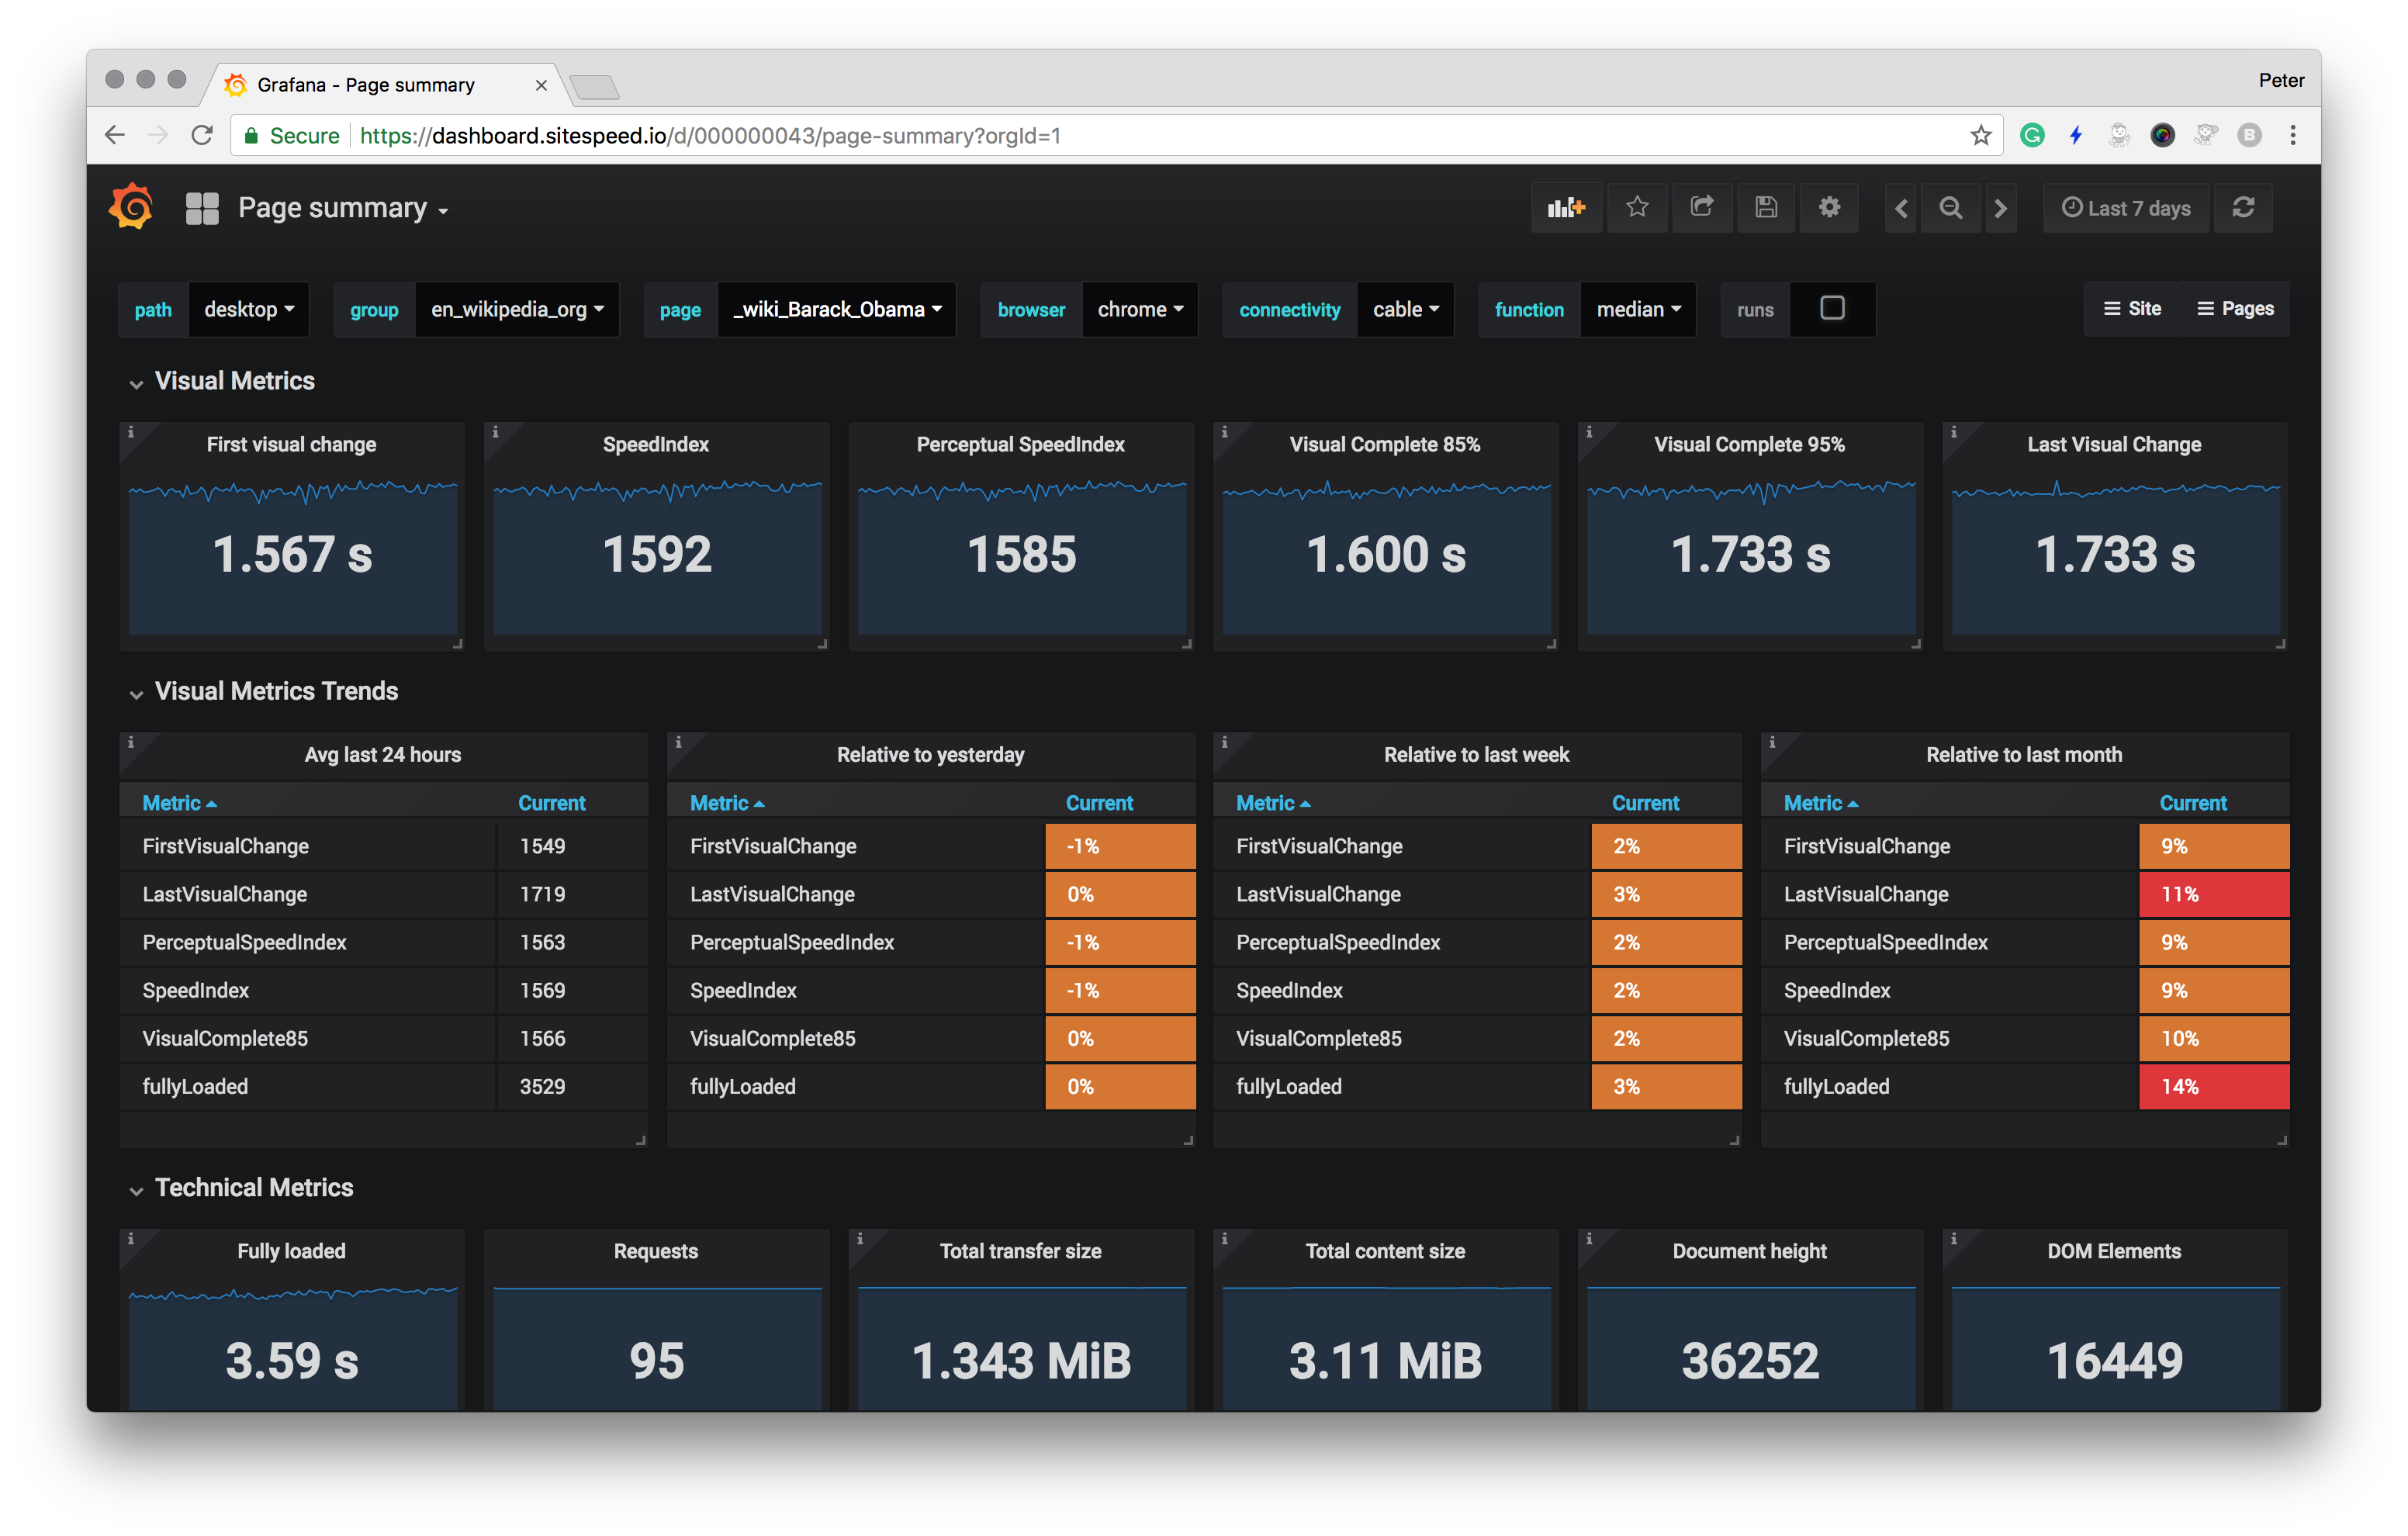 Grafana - Page summary
Peter
Secure https://dashboard.sitespeed.io/d/000000043/page-summary?orgId=1
Page summary
Last 7 days
path desktop group en_wikipedia_org page _wiki_Barack_Obama browser chrome connectivity cable function median runs Site Pages
Visual Metrics
First visual change SpeedIndex Perceptual SpeedIndex Visual Complete 85% Visual Complete 95% Last Visual Change
1.567 s 1592 1585 1.600 s 1.733 s 1.733 s
Visual Metrics Trends
Avg last 24 hours Relative to yesterday Relative to last week Relative to last month
Metric Current Metric Current Metric Current Metric Current
FirstVisualChange 1549 FirstVisualChange -1% FirstVisualChange 2% FirstVisualChange 9%
LastVisualChange 1719 LastVisualChange 0% LastVisualChange 3% LastVisualChange 11%
PerceptualSpeedIndex 1563 PerceptualSpeedIndex -1% PerceptualSpeedIndex 2% PerceptualSpeedIndex 9%
SpeedIndex 1569 SpeedIndex -1% SpeedIndex 2% SpeedIndex 9%
VisualComplete85 1566 VisualComplete85 0% VisualComplete85 2% VisualComplete85 10%
fullyLoaded 3529 fullyLoaded 0% fullyLoaded 3% fullyLoaded 14%
Technical Metrics
Fully loaded Requests Total transfer size Total content size Document height DOM Elements
3.59 s 95 1.343 MiB 3.11 MiB 36252 16449